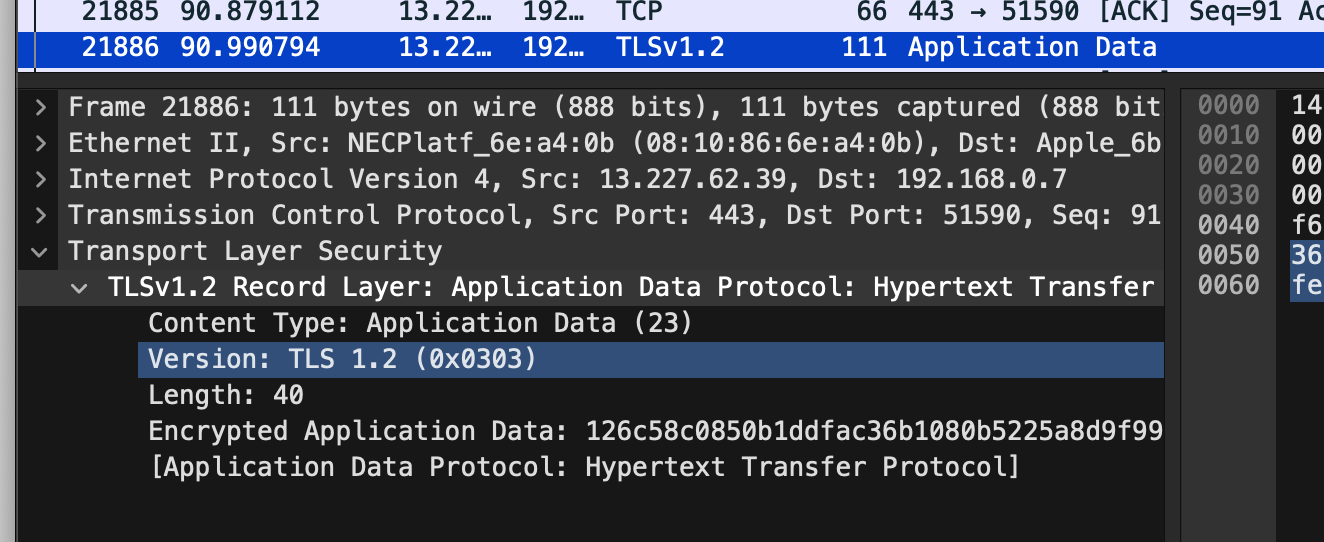 21885 90.879112 13.22… 192… TCP 66 443 → 51590 [ACK] Seq=91 Ac
21886 90.990794 13.22… 192… TLSv1.2 111 Application Data
Frame 21886: 111 bytes on wire (888 bits), 111 bytes captured (888 bit
Ethernet II, Src: NECPlatf_6e:a4:0b (08:10:86:6e:a4:0b), Dst: Apple_6b
Internet Protocol Version 4, Src: 13.227.62.39, Dst: 192.168.0.7
Transmission Control Protocol, Src Port: 443, Dst Port: 51590, Seq: 91
Transport Layer Security
TLSv1.2 Record Layer: Application Data Protocol: Hypertext Transfer
Content Type: Application Data (23)
Version: TLS 1.2 (0x0303)
Length: 40
Encrypted Application Data: 126c58c0850b1ddfac36b1080b5225a8d9f99
[Application Data Protocol: Hypertext Transfer Protocol]
0000 14
0010 00
0020 00
0030 00
0040 f6
0050 36
0060 fe